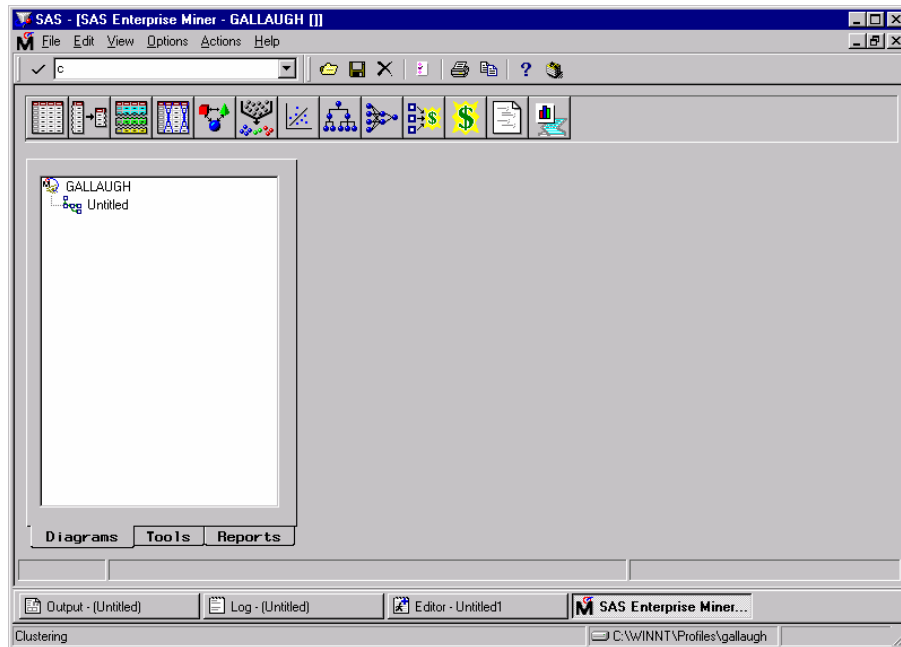 SAS - [SAS Enterprise Miner - GALLAUGH []]
File Edit View Options Actions Help
c
GALLAUGH
Untitled
Diagrams Tools Reports
Output - (Untitled) Log - (Untitled) Editor - Untitled1 SAS Enterprise Miner...
Clustering C:\WINNT\Profiles\gallaugh